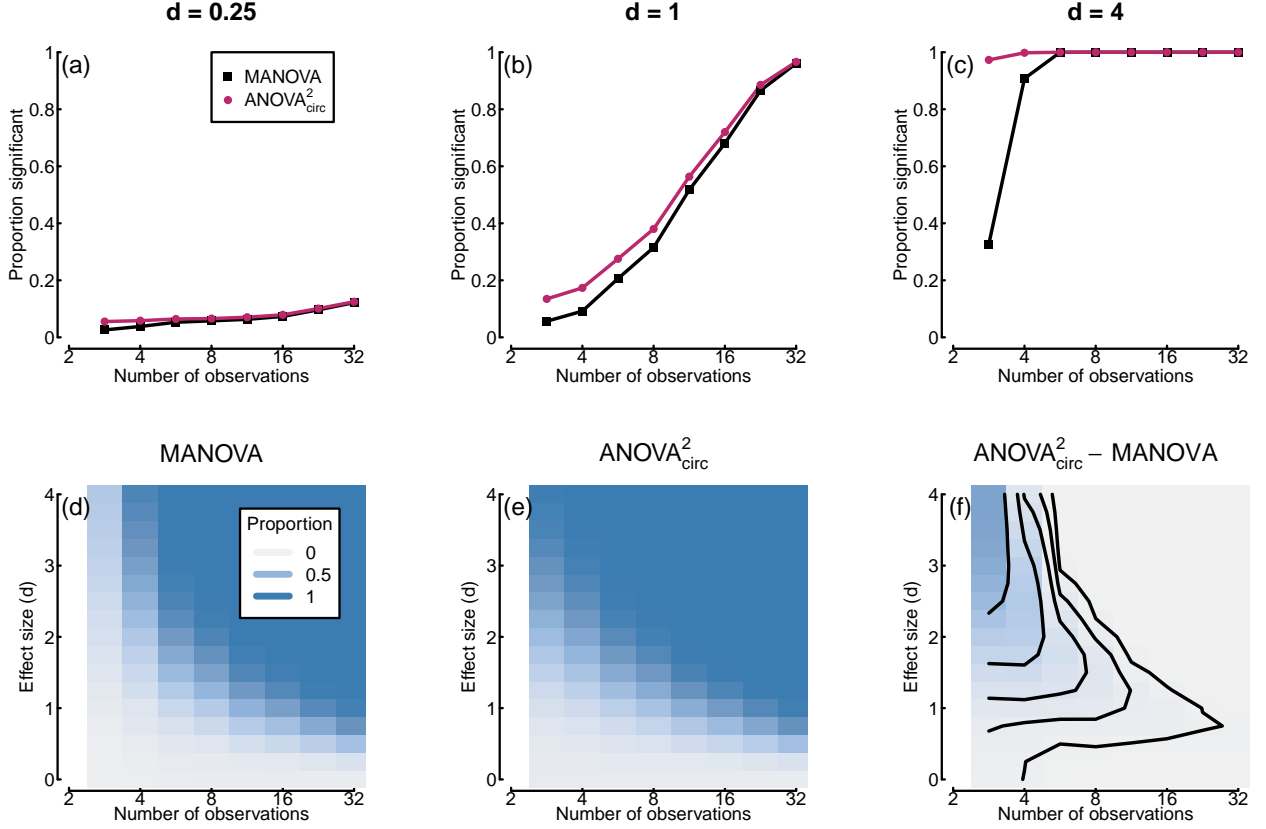 d = 0.25
d = 1
d = 4
(a)
MANOVA
ANOVA²circ
Proportion significant
0
0.2
0.4
0.6
0.8
1
2
4
8
16
32
Number of observations
(b)
Proportion significant
0
0.2
0.4
0.6
0.8
1
2
4
8
16
32
Number of observations
(c)
Proportion significant
0
0.2
0.4
0.6
0.8
1
2
4
8
16
32
Number of observations
MANOVA
(d)
Proportion
0
0.5
1
Effect size (d)
0
1
2
3
4
2
4
8
16
32
Number of observations
ANOVA²circ
(e)
Effect size (d)
0
1
2
3
4
2
4
8
16
32
Number of observations
ANOVA²circ − MANOVA
(f)
Effect size (d)
0
1
2
3
4
2
4
8
16
32
Number of observations